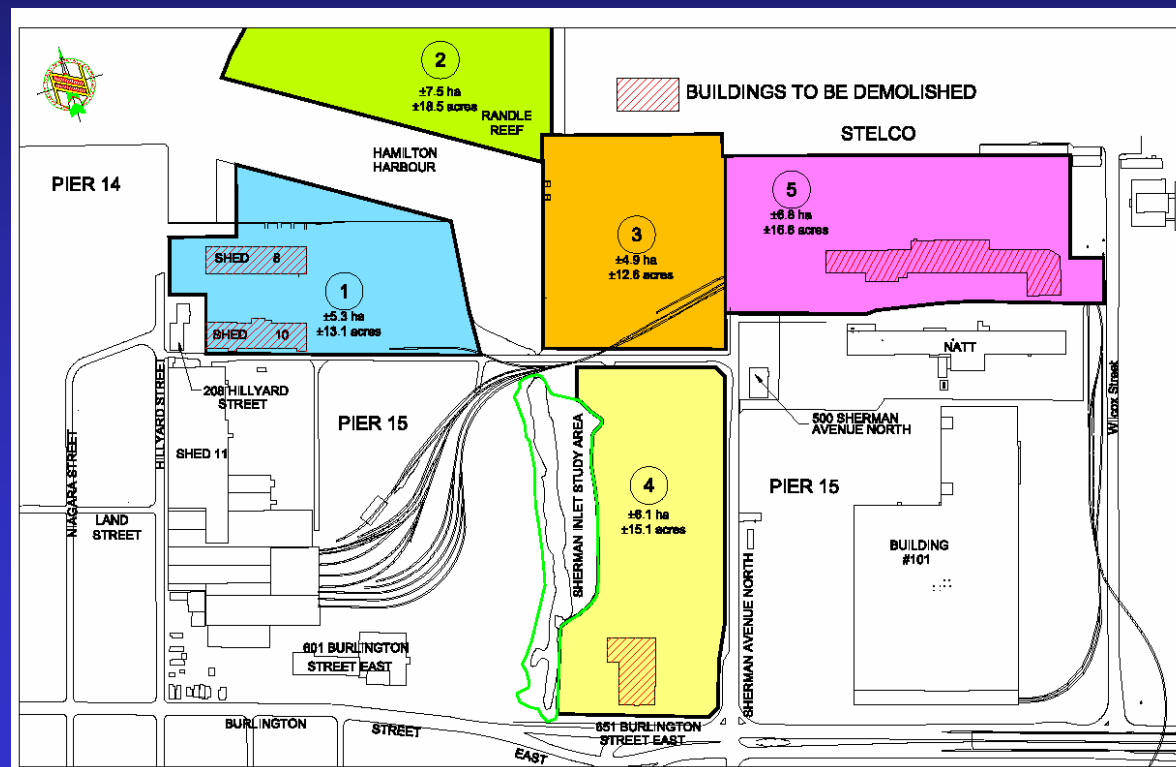 2
±7.5 ha
±18.5 acres
RANDLE
REEF
BUILDINGS TO BE DEMOLISHED
STELCO
HAMILTON
HARBOUR
PIER 14
5
±6.8 ha
±16.8 acres
3
±4.9 ha
±12.6 acres
SHED 8
1
±5.3 ha
±13.1 acres
SHED 10
NATT
208 HILLYARD
STREET
HILLYARD STREET
NIAGARA STREET
Wilcox Street
500 SHERMAN
AVENUE NORTH
PIER 15
SHED 11
SHERMAN INLET STUDY AREA
4
±6.1 ha
±15.1 acres
PIER 15
LAND
STREET
BUILDING
#101
SHERMAN AVENUE NORTH
601 BURLINGTON
STREET EAST
BURLINGTON STREET EAST
651 BURLINGTON
STREET EAST